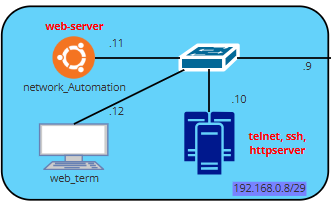 web-server
.11
network_Automation
.9
.10
.12
telnet, ssh,
httpserver
web_term
192.168.0.8/29